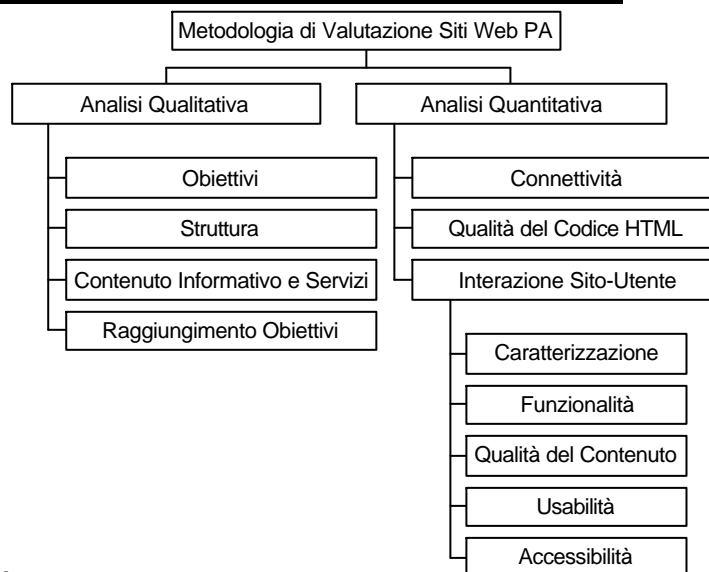 Metodologia di Valutazione Siti Web PA
Analisi Qualitativa
Obiettivi
Struttura
Contenuto Informativo e Servizi
Raggiungimento Obiettivi
Analisi Quantitativa
Connettività
Qualità del Codice HTML
Interazione Sito-Utente
Caratterizzazione
Funzionalità
Qualità del Contenuto
Usabilità
Accessibilità